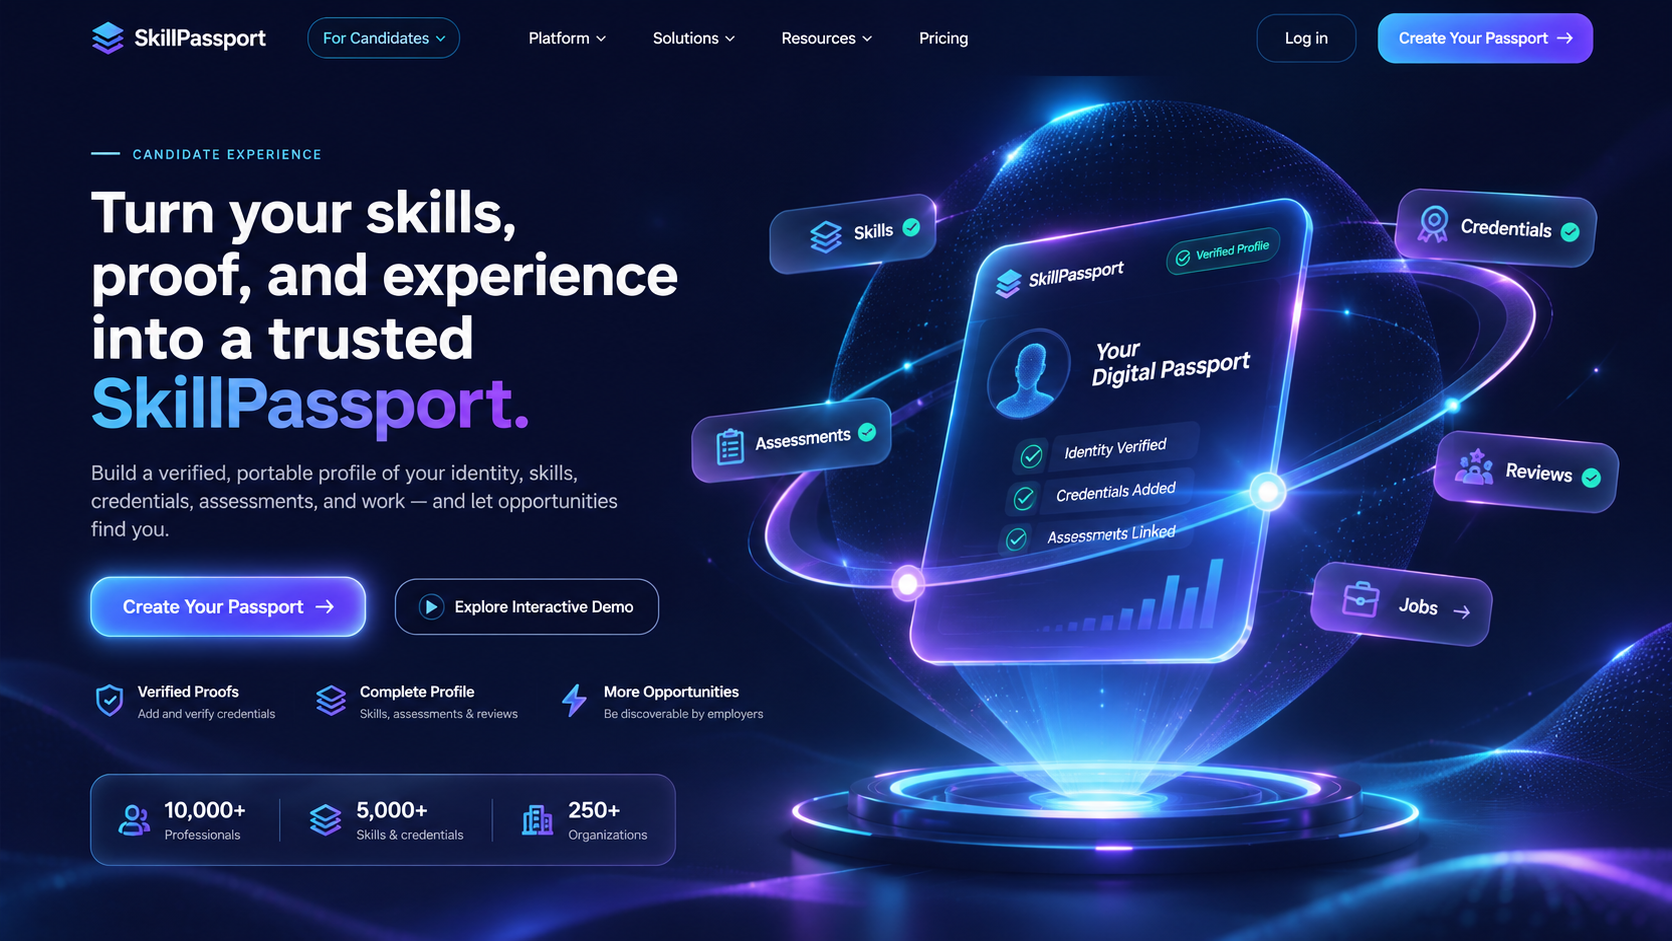 SkillPassport
For Candidates
Platform
Solutions
Resources
Pricing
Log in
Create Your Passport
CANDIDATE EXPERIENCE
Turn your skills,
proof, and experience
into a trusted
SkillPassport.
Build a verified, portable profile of your identity, skills,
credentials, assessments, and work — and let opportunities
find you.
Create Your Passport
Explore Interactive Demo
Verified Proofs
Add and verify credentials
Complete Profile
Skills, assessments & reviews
More Opportunities
Be discoverable by employers
10,000+
Professionals
5,000+
Skills & credentials
250+
Organizations
Skills
Assessments
SkillPassport
Verified Profile
Your
Digital Passport
Identity Verified
Credentials Added
Assessments Linked
Credentials
Reviews
Jobs